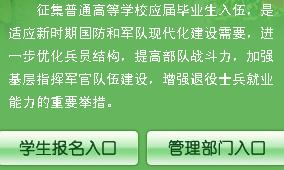 征集普通高等学校应届毕业生入伍，是
适应新时期国防和军队现代化建设需要，进
一步优化兵员结构，提高部队战斗力，加强
基层指挥军官队伍建设，增强退役士兵就业
能力的重要举措。
学生报名入口 管理部门入口